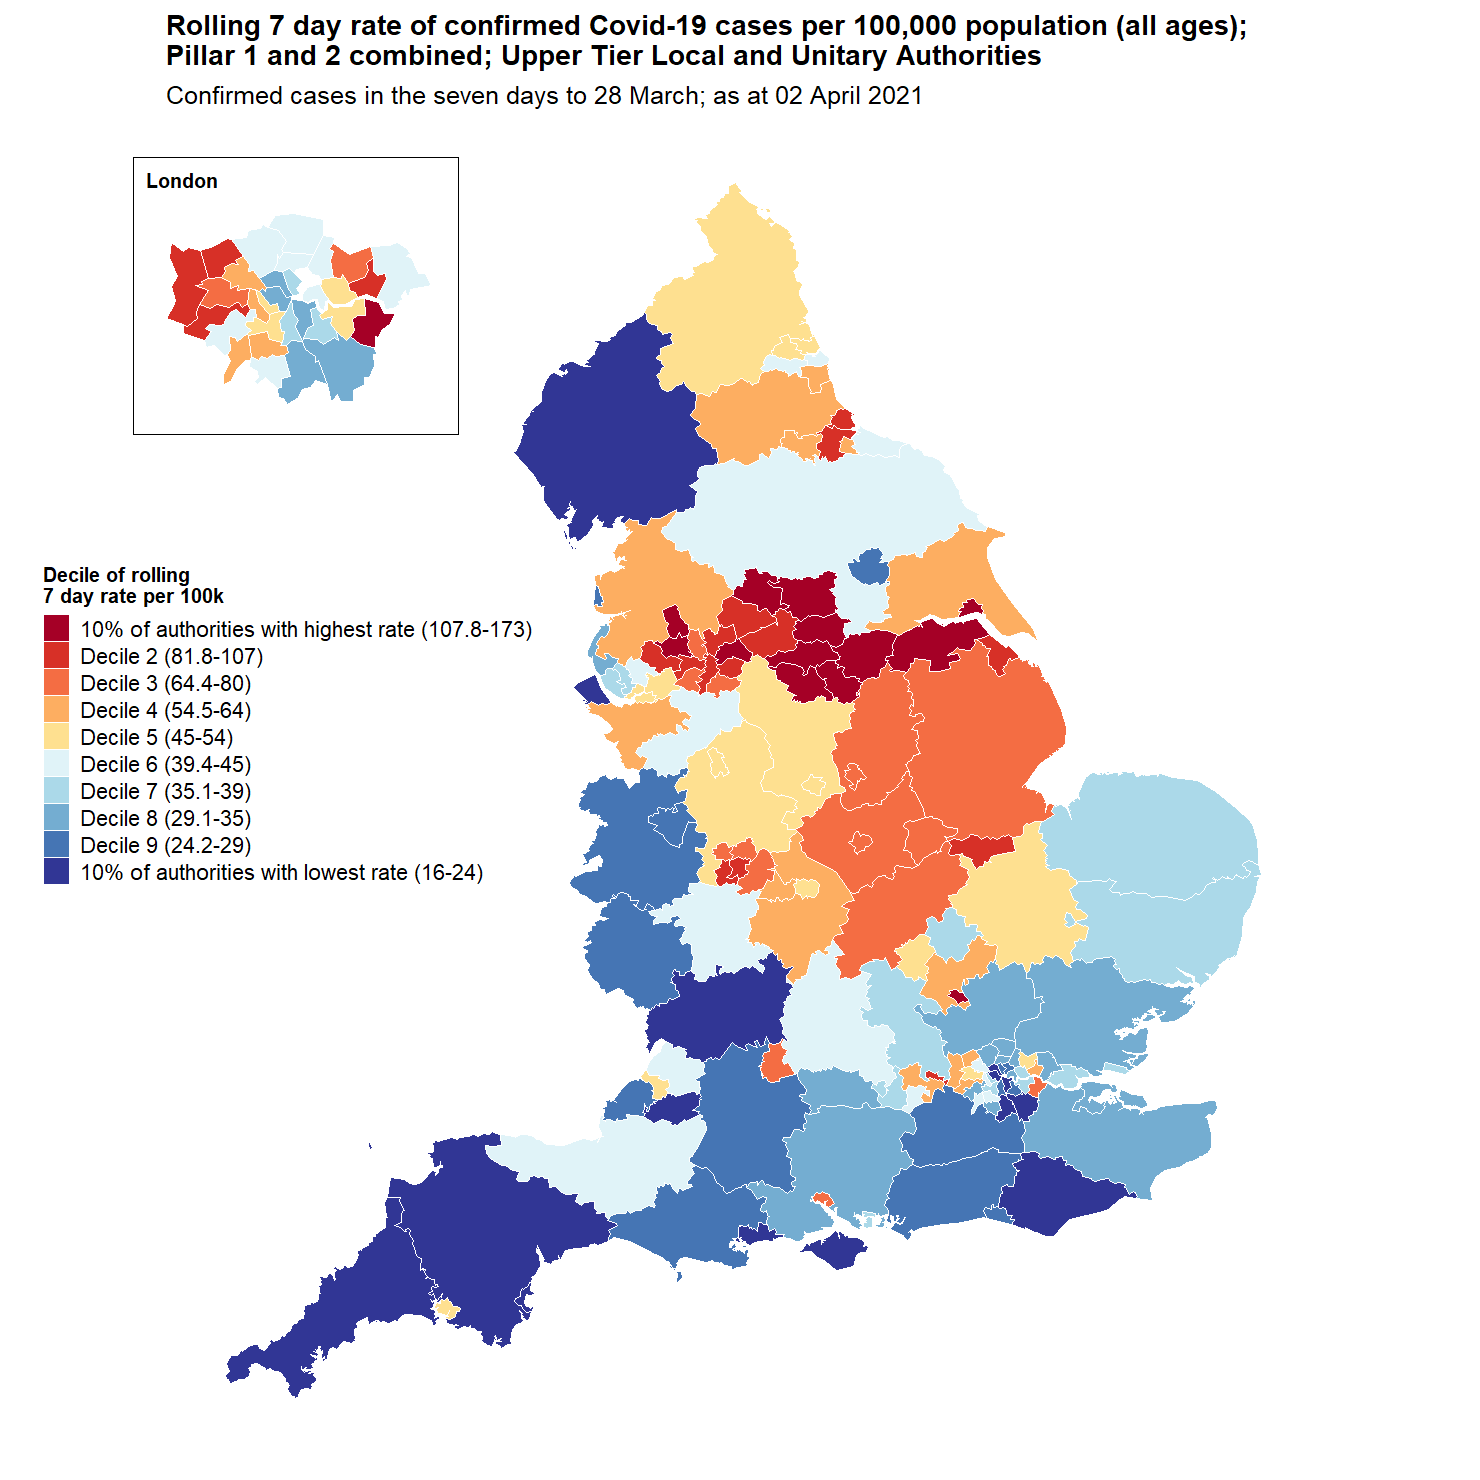 Rolling 7 day rate of confirmed Covid-19 cases per 100,000 population (all ages);
Pillar 1 and 2 combined; Upper Tier Local and Unitary Authorities
Confirmed cases in the seven days to 28 March; as at 02 April 2021
London
Decile of rolling
7 day rate per 100k
10% of authorities with highest rate (107.8-173)
Decile 2 (81.8-107)
Decile 3 (64.4-80)
Decile 4 (54.5-64)
Decile 5 (45-54)
Decile 6 (39.4-45)
Decile 7 (35.1-39)
Decile 8 (29.1-35)
Decile 9 (24.2-29)
10% of authorities with lowest rate (16-24)